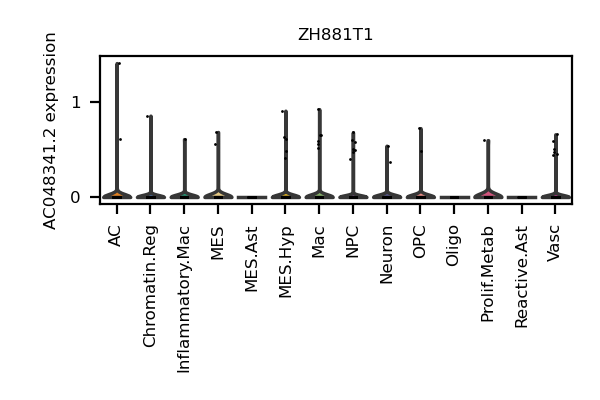 ZH881T1
AC048341.2 expression
1
0
AC
Chromatin.Reg
Inflammatory.Mac
MES
MES.Ast
MES.Hyp
Mac
NPC
Neuron
OPC
Oligo
Prolif.Metab
Reactive.Ast
Vasc